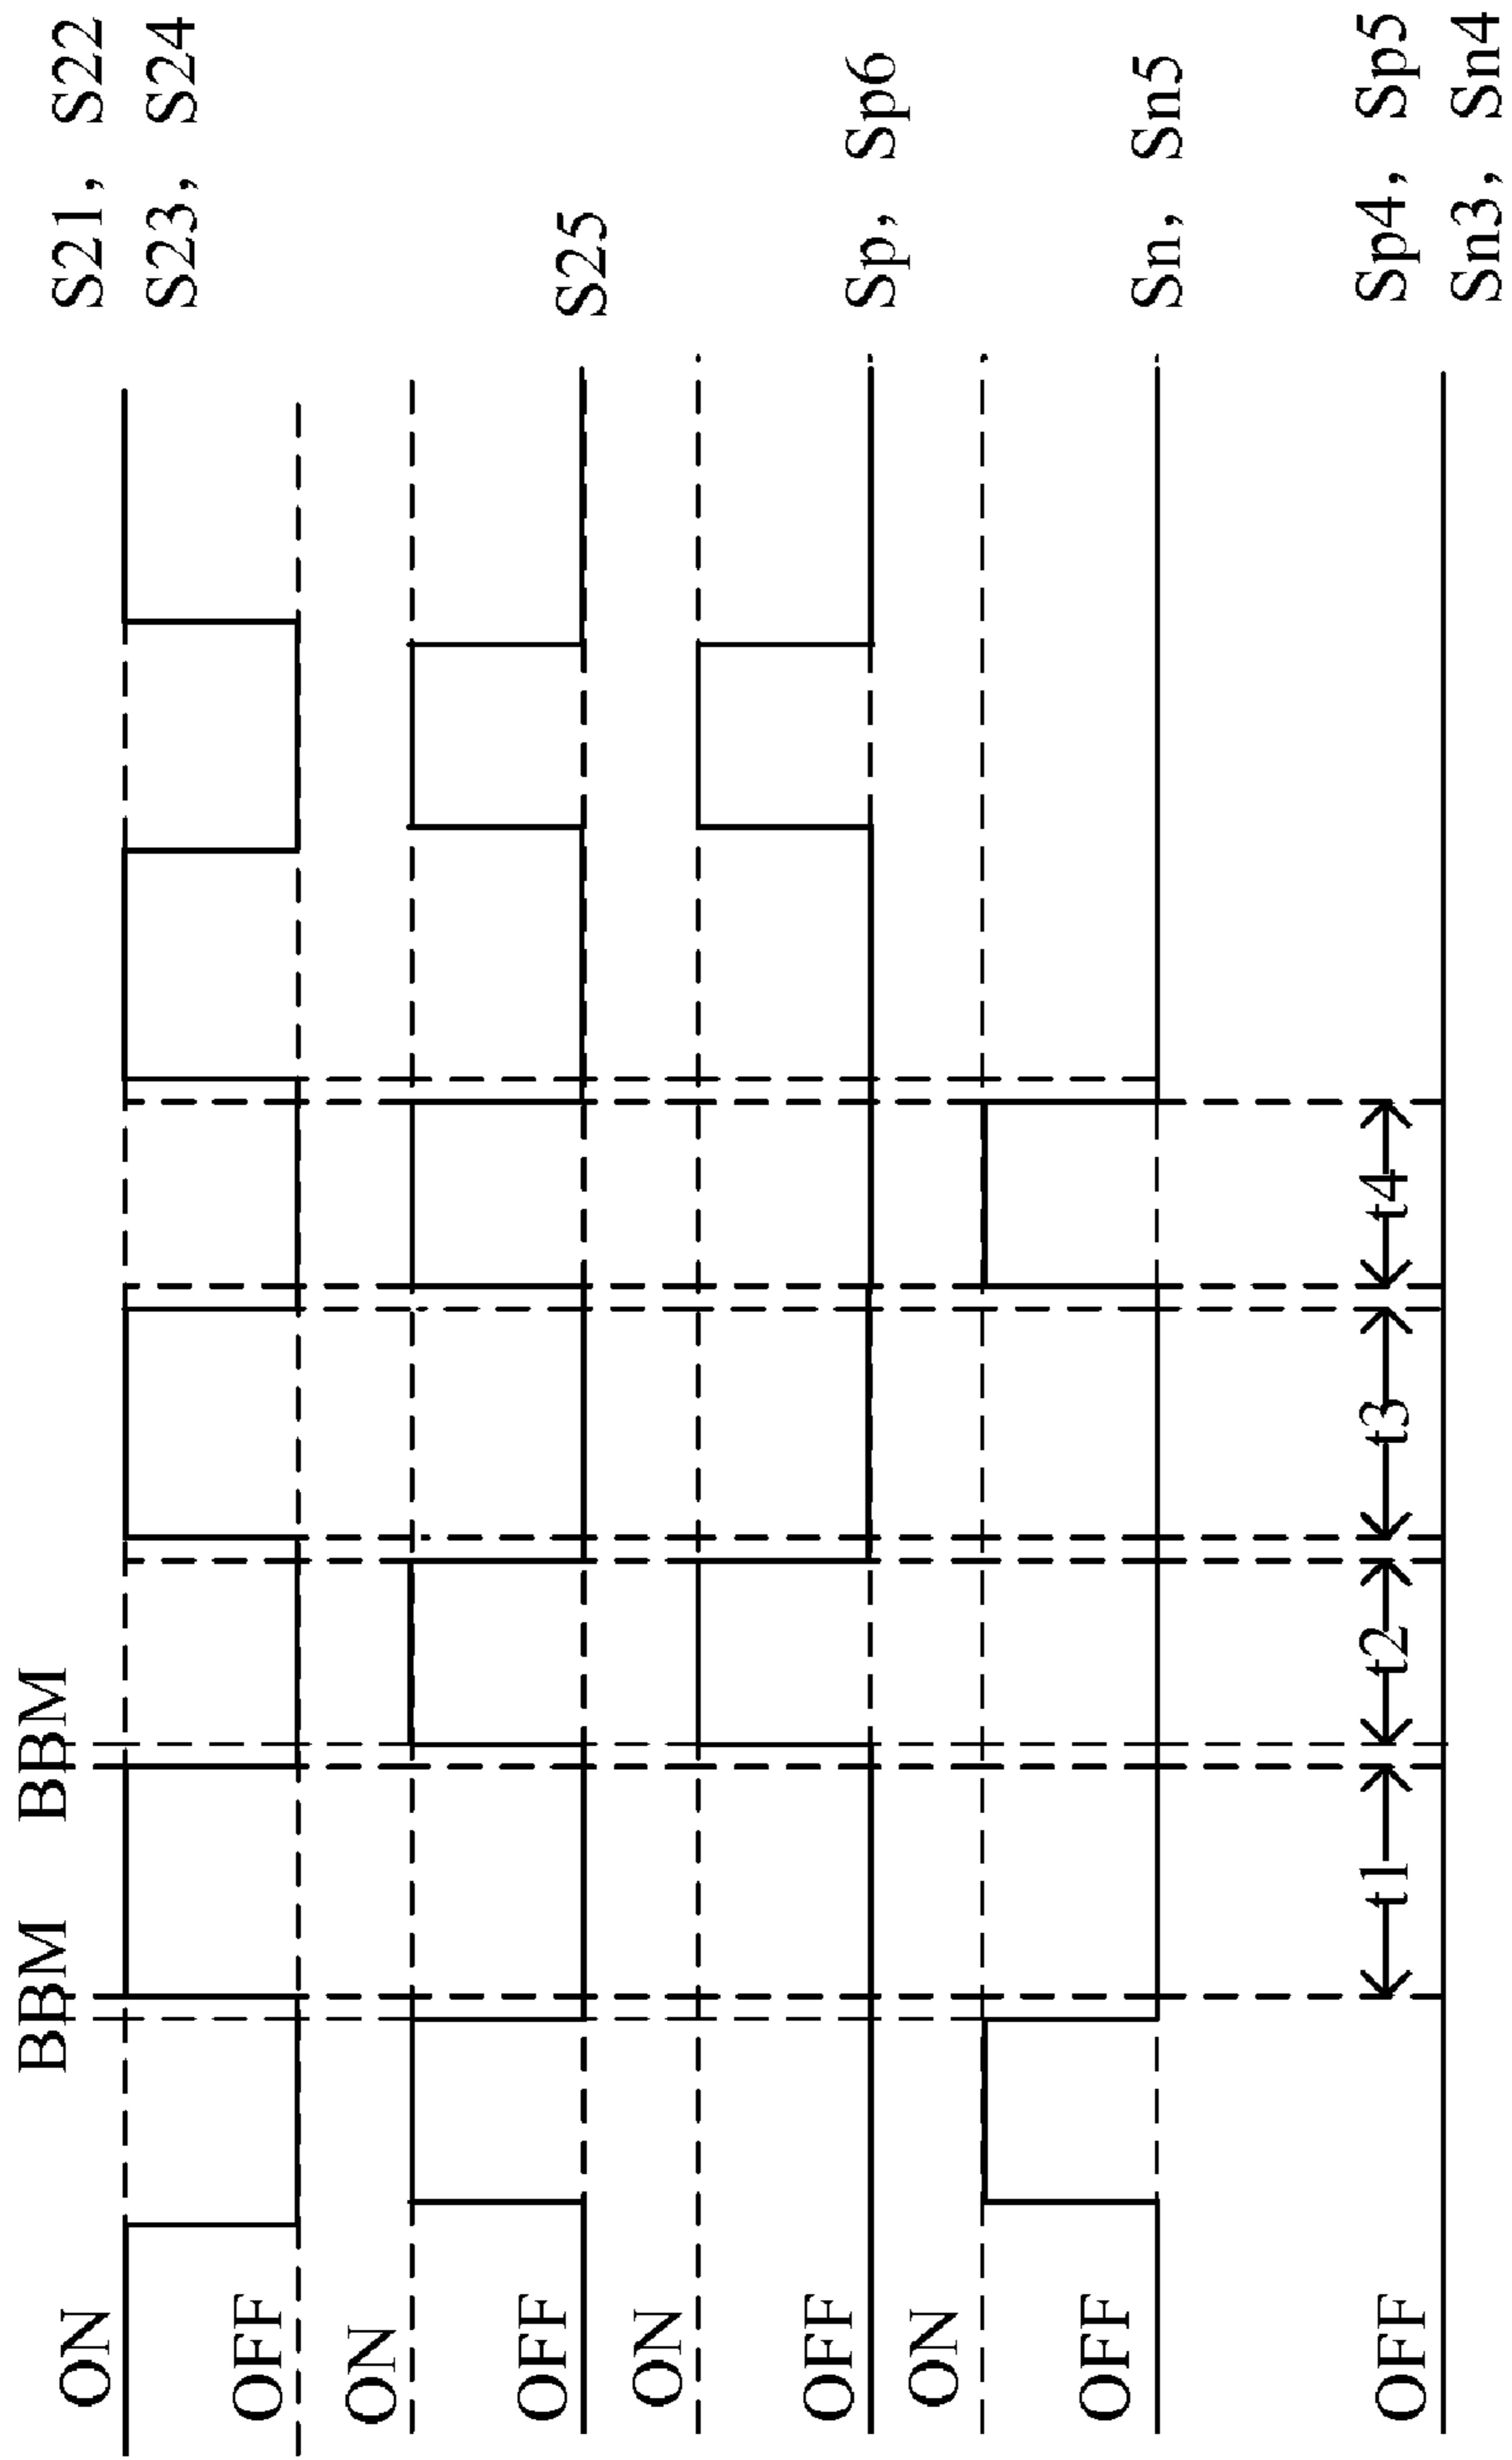 BBM BBM
ON
S21, S22
OFF
S23, S24
ON
OFF
S25
ON
OFF
Sp, Sp6
ON
OFF
Sn, Sn5
t1 t2 t3 t4
Sp4, Sp5
OFF
Sn3, Sn4